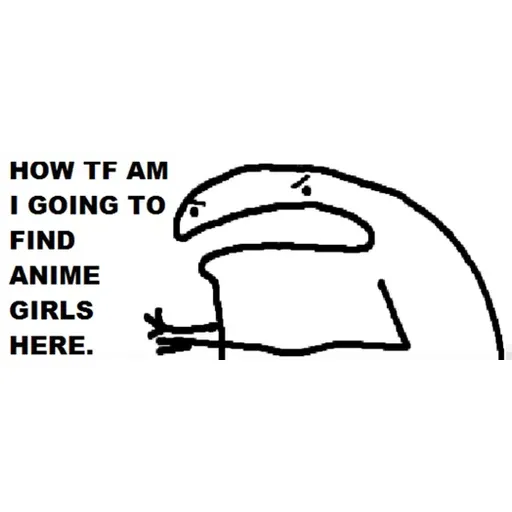 HOW TF AM
I GOING TO
FIND
ANIME
GIRLS
HERE.